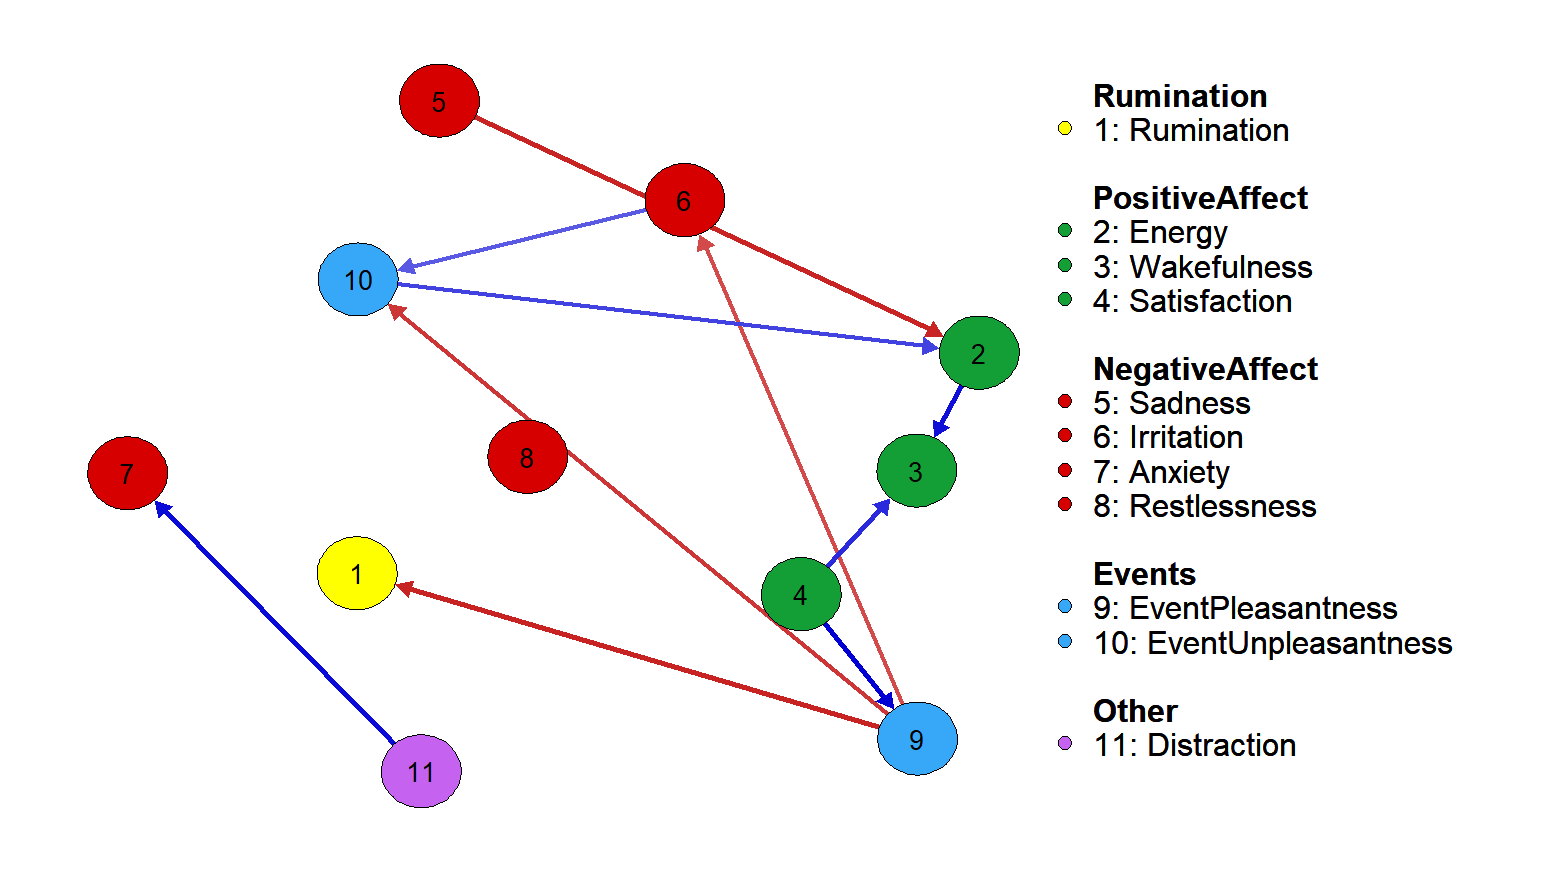 5
6
10
2
8
3
7
1
4
9
11
Rumination
1: Rumination
PositiveAffect
2: Energy
3: Wakefulness
4: Satisfaction
NegativeAffect
5: Sadness
6: Irritation
7: Anxiety
8: Restlessness
Events
9: EventPleasantness
10: EventUnpleasantness
Other
11: Distraction